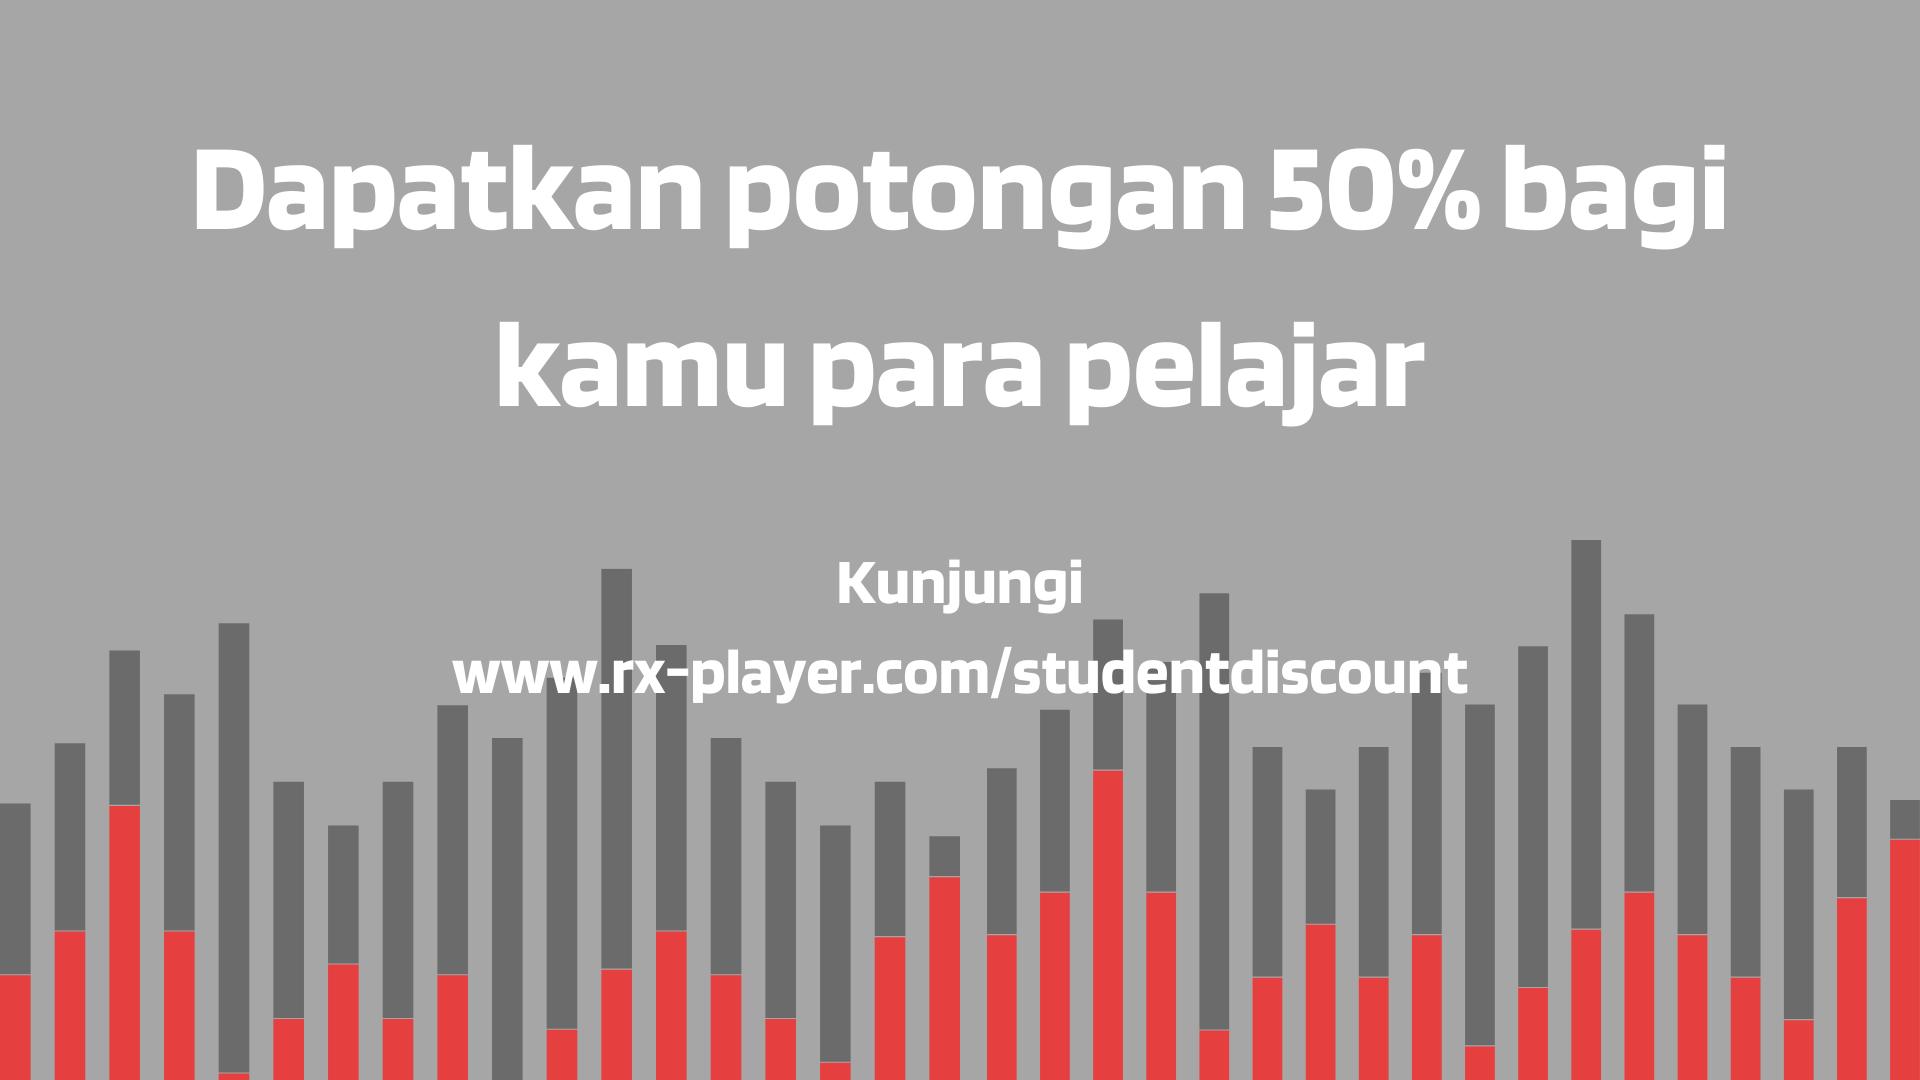 Dapatkan potongan 50% bagi
kamu para pelajar
Kunjungi
www.rx-player.com/studentdiscount